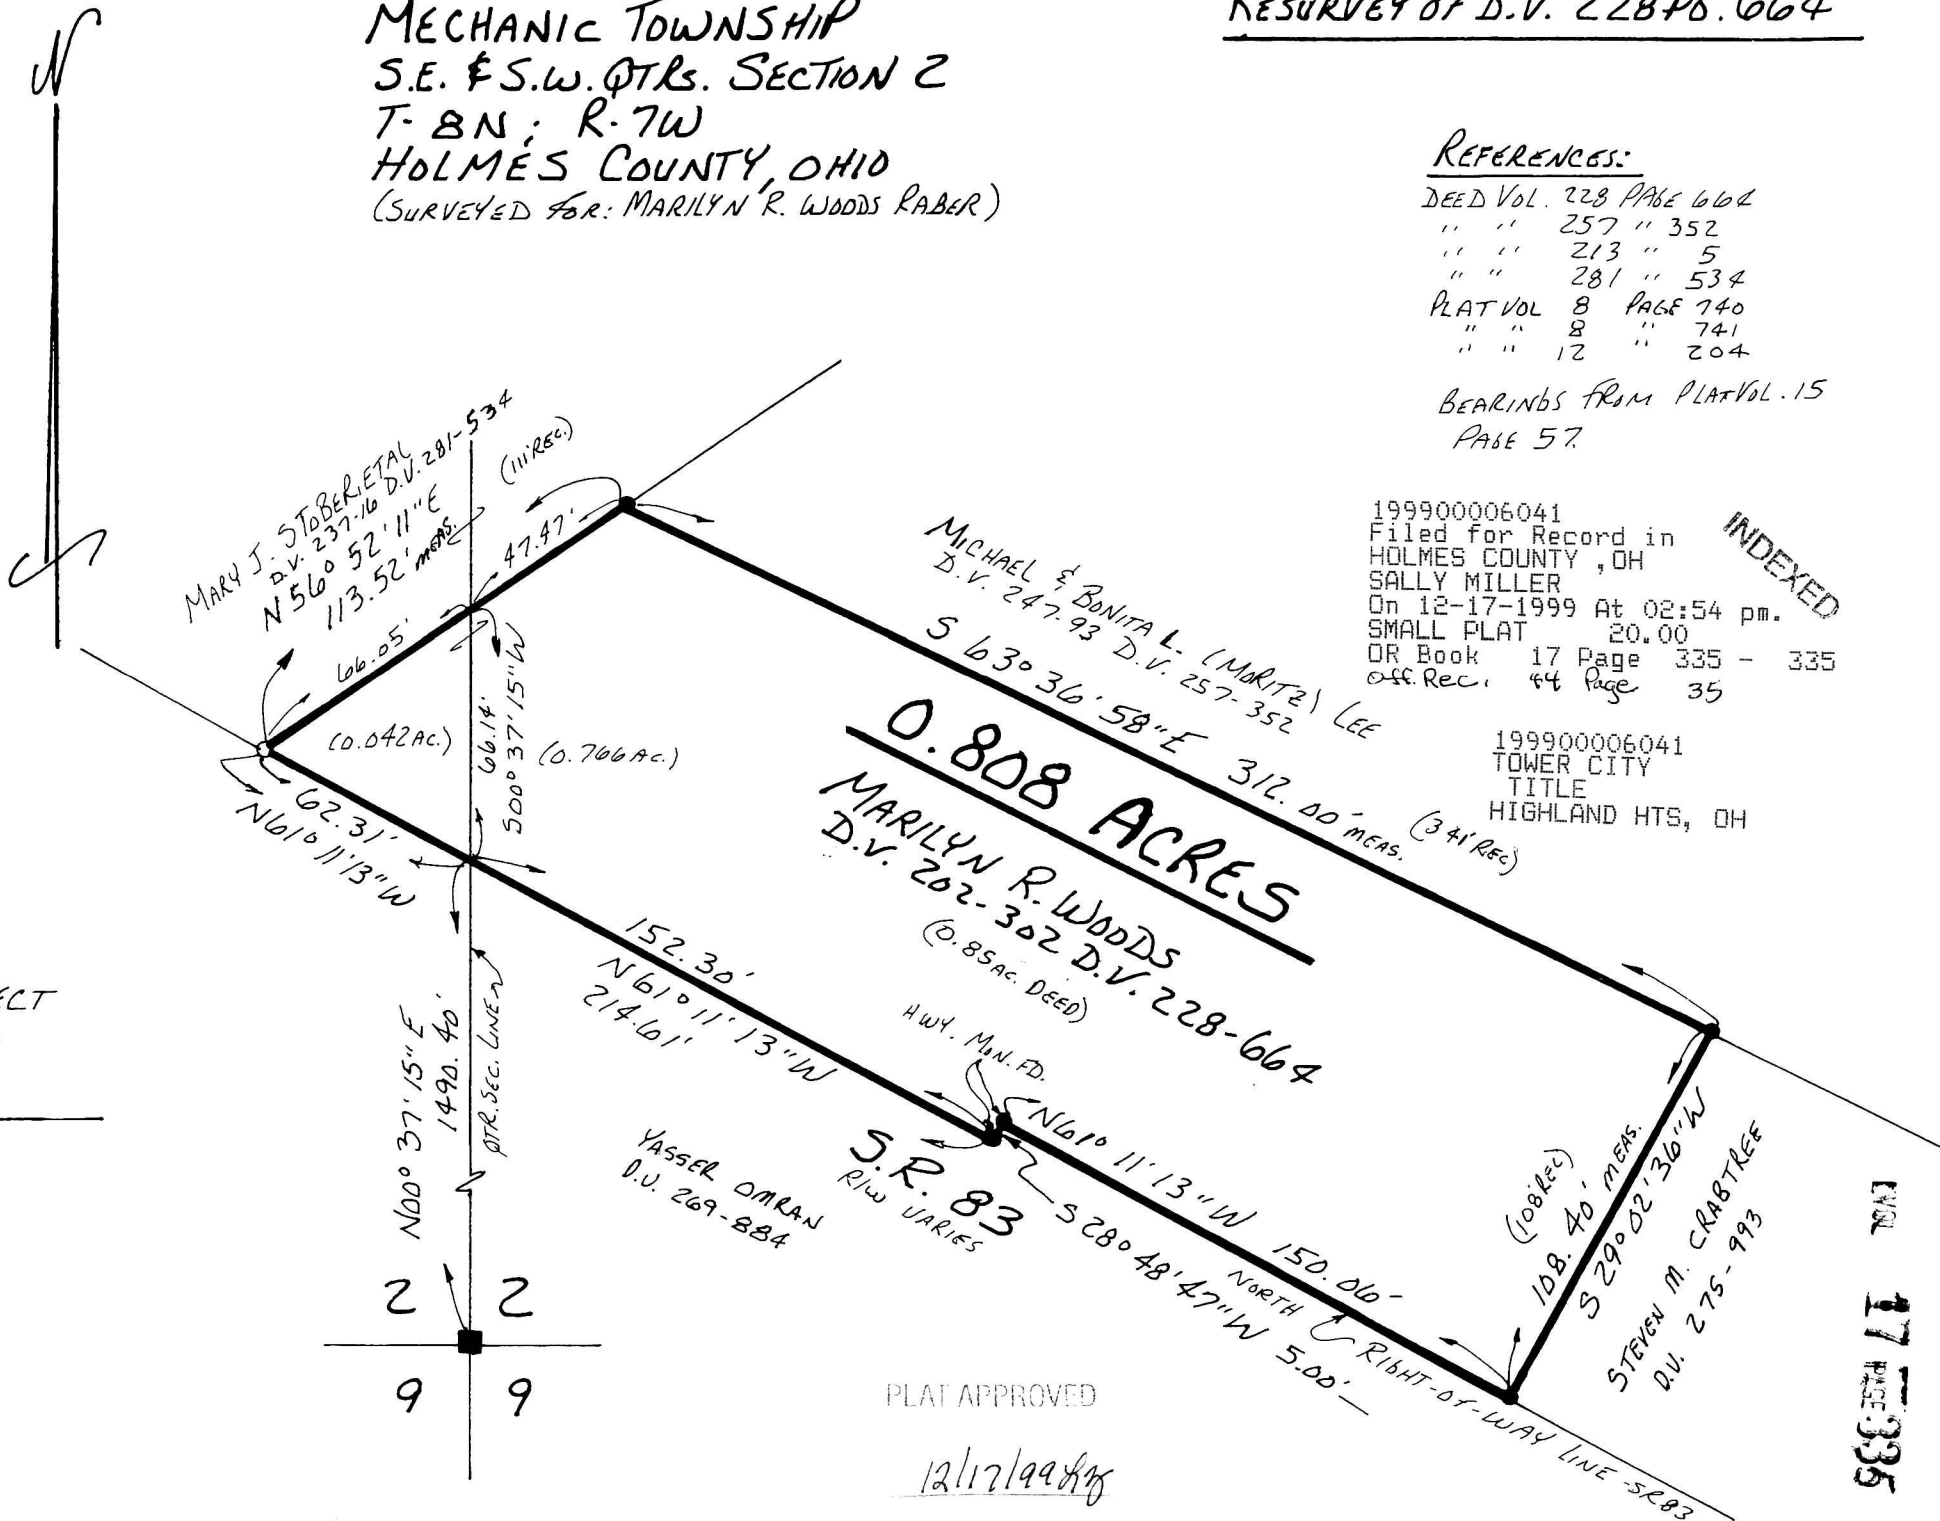 N
MECHANIC TOWNSHIP
S.E. & S.W. QTRS. SECTION 2
T-8N; R-7W
HOLMES COUNTY, OHIO
(SURVEYED FOR: MARILYN R. WOODS RABER)
RESURVEY OF D.V. 228 PG. 664
REFERENCES:
DEED VOL. 228 PAGE 664
" " 257 " 352
" " 213 " 5
" " 281 " 534
PLAT VOL 8 PAGE 740
" " 8 " 741
" " 12 " 204
BEARINGS FROM PLAT VOL. 15
PAGE 57.
199900006041
Filed for Record in
HOLMES COUNTY , OH
SALLY MILLER
On 12-17-1999 At 02:54 pm.
SMALL PLAT 20.00
OR Book 17 Page 335 - 335
Off. Rec. 44 Page 35
INDEXED
199900006041
TOWER CITY
TITLE
HIGHLAND HTS, OH
MARY J. STOBER, ETAL
D.V. 237-16 D.V. 281-534
N 56° 52' 11" E
113.52' MEAS.
(111' REC.)
47.47'
66.05'
(0.042 AC.)
66.14'
S00° 37' 15" W
(0.766 AC.)
62.31'
N61° 11' 13" W
MICHAEL & BONITA L. (MORITZ) LEE
D.V. 247-93 D.V. 257-352
S 63° 36' 58" E 312.00' MEAS. (341' REC)
0.808 ACRES
MARILYN R. WOODS
D.V. 202-302 D.V. 228-664
(0.85 AC. DEED)
152.30'
N61° 11' 13" W
214.61'
HWY. MON. FD.
N00° 37' 15" E
1490.40'
QTR. SEC. LINE
ECT
YASSER OMRAN
D.V. 269-884
S.R. 83
R/W VARIES
N61° 11' 13" W 150.06'
S 28° 48' 47" W 5.00'
NORTH RIGHT-OF-WAY LINE - SR83
(108' REC)
108.40' MEAS.
S 29° 02' 36" W
STEVEN M. CRABTREE
D.V. 275-993
2 2
9 9
PLAT APPROVED
12/17/99
VOL 17 PAGE 335